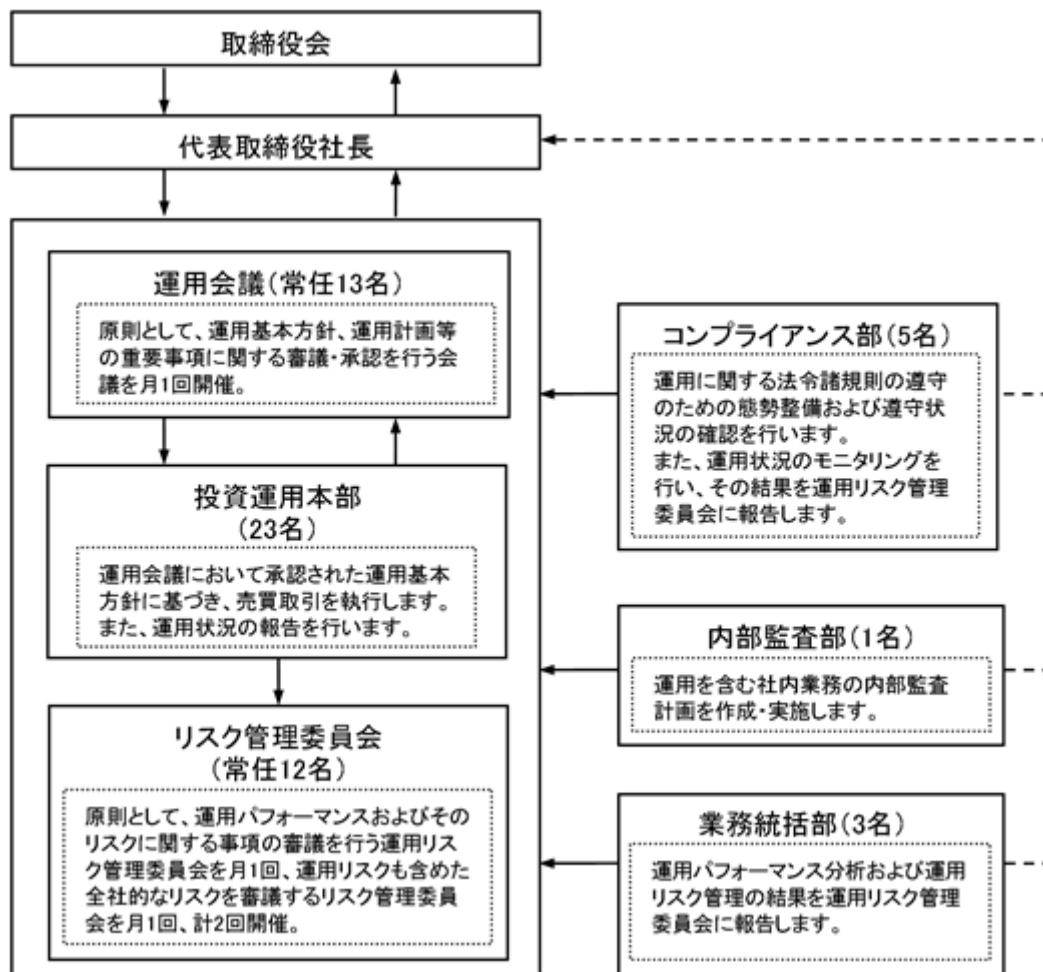 取締役会
代表取締役社長
運用会議(常任13名)
原則として、運用基本方針、運用計画等
の重要事項に関する審議・承認を行う会
議を月1回開催。
投資運用本部
(23名)
運用会議において承認された運用基本
方針に基づき、売買取引を執行します。
また、運用状況の報告を行います。
リスク管理委員会
(常任12名)
原則として、運用パフォーマンスおよびその
リスクに関する事項の審議を行う運用リス
ク管理委員会を月1回、運用リスクも含めた
全社的なリスクを審議するリスク管理委員
会を月1回、計2回開催。
コンプライアンス部(5名)
運用に関する法令諸規則の遵守
のための態勢整備および遵守状
況の確認を行います。
また、運用状況のモニタリングを
行い、その結果を運用リスク管理
委員会に報告します。
内部監査部(1名)
運用を含む社内業務の内部監査
計画を作成・実施します。
業務統括部(3名)
運用パフォーマンス分析および運用
リスク管理の結果を運用リスク管理
委員会に報告します。